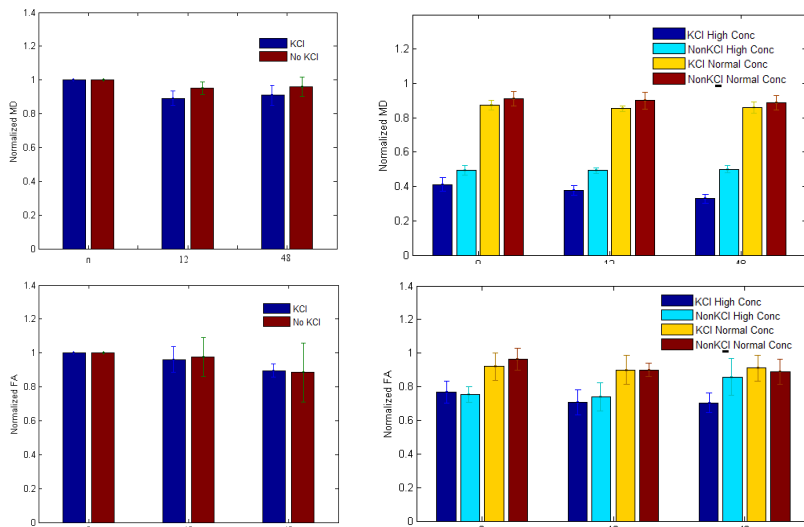 1.4
KCl
No KCl
1.2
1
0.8
0.6
0.4
0.2
0
Normalized MD
12
48
KCl High Conc
NonKCl High Conc
KCl Normal Conc
NonKCl Normal Conc
1.2
1
0.8
0.6
0.4
0.2
0
Normalized MD
1.4
KCl
No KCl
1.2
1
0.8
0.6
0.4
0.2
0
Normalized FA
1.4
KCl High Conc
NonKCl High Conc
KCl Normal Conc
NonKCl Normal Conc
1.2
1
0.8
0.6
0.4
0.2
0
Normalized FA